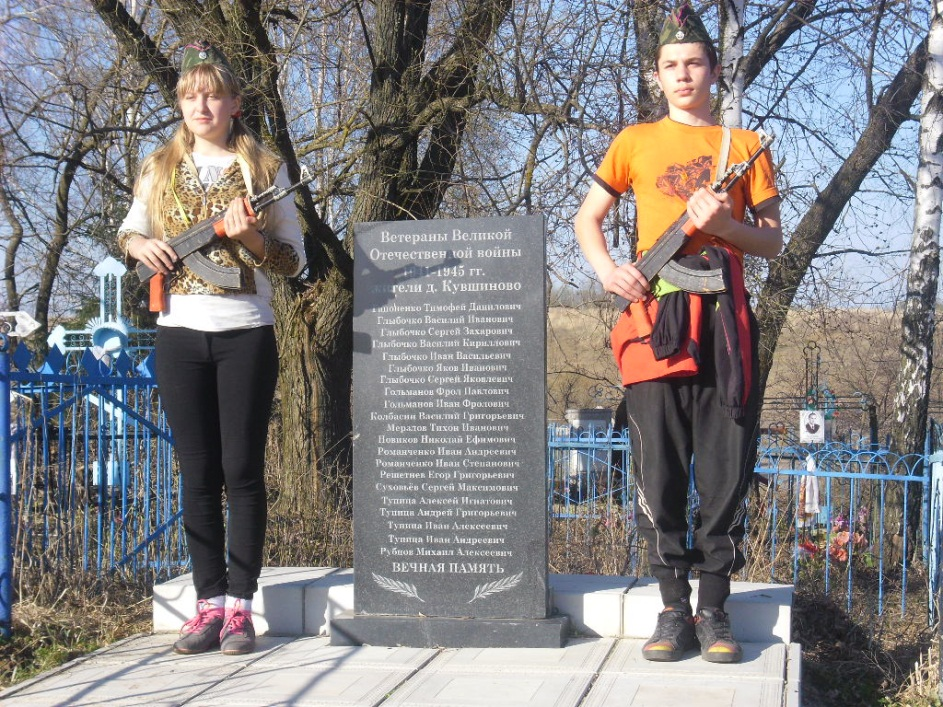 Ветераны Великой
Отечественной войны
1941-1945 гг.
жители д. Кувшиново
Тимофей Данилович
Глыбочко Василий Иванович
Глыбочко Сергей Захарович
Глыбочко Василий Кириллович
Глыбочко Иван Васильевич
Глыбочко Яков Иванович
Глыбочко Сергей Яковлевич
Гольманов Фрол Павлович
Гольманов Иван Фролович
Колбасин Василий Григорьевич
Мерзлов Тихон Иванович
Новиков Николай Ефимович
Романченко Иван Андреевич
Романченко Иван Степанович
Решетнев Егор Григорьевич
Суховьёв Сергей Максимович
Тупица Алексей Игнатович
Тупица Андрей Григорьевич
Тупица Иван Алексеевич
Тупица Иван Андреевич
Рубцов Михаил Алексеевич
ВЕЧНАЯ ПАМЯТЬ